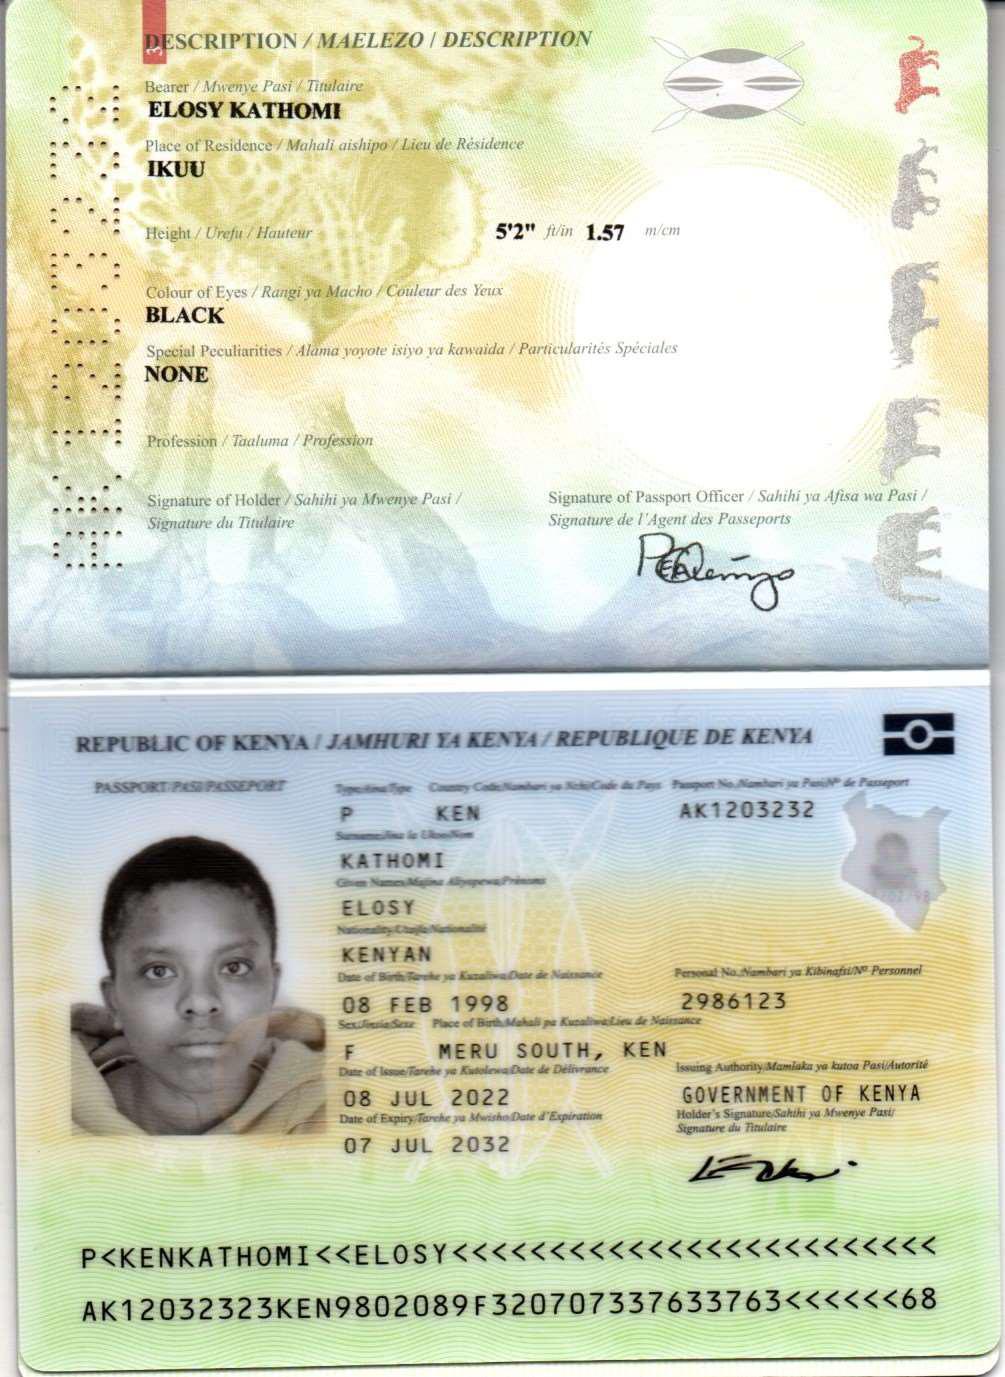 3
DESCRIPTION / MAELEZO / DESCRIPTION
Bearer / Mwenye Pasi / Titulaire
ELOSY KATHOMI
Place of Residence / Mahali aishipo / Lieu de Résidence
IKUU
Height / Urefu / Hauteur 5'2" ft/in 1.57 m/cm
Colour of Eyes / Rangi ya Macho / Couleur des Yeux
BLACK
Special Peculiarities / Alama yoyote isiyo ya kawaida / Particularités Spéciales
NONE
Profession / Taaluma / Profession
Signature of Holder / Sahihi ya Mwenye Pasi /
Signature du Titulaire
Signature of Passport Officer / Sahihi ya Afisa wa Pasi /
Signature de l'Agent des Passeports
REPUBLIC OF KENYA / JAMHURI YA KENYA / REPUBLIQUE DE KENYA
PASSPORT/PASI/PASSEPORT
Type/Aina/Type Country Code/Nambari ya Nchi/Code du Pays Passport No./Nambari ya Pasi/Nº de Passeport
P KEN AK1203232
Surname/Jina la Ukoo/Nom
KATHOMI
Given Names/Majina Aliyopewa/Prénoms
ELOSY
Nationality/Uraifa/Nationalité
KENYAN
Date of Birth/Tarehe ya Kuzaliwa/Date de Naissance Personal No./Nambari ya Kibinafsi/Nº Personnel
08 FEB 1998 2986123
Sex/Jinsia/Sexe Place of Birth/Mahali pa Kuzaliwa/Lieu de Naissance
F MERU SOUTH, KEN
Date of Issue/Tarehe ya Kutolewa/Date de Délivrance Issuing Authority/Mamlaka ya kutoa Pasi/Autorité
08 JUL 2022 GOVERNMENT OF KENYA
Date of Expiry/Tarehe ya Mwisho/Date d'Expiration Holder's Signature/Sahihi ya Mwenye Pasi/
Signature du Titulaire
07 JUL 2032
P<KENKATHOMI<<ELOSY<<<<<<<<<<<<<<<<<<<<<<<<<
AK12032323KEN9802089F320707337633763<<<<<<68